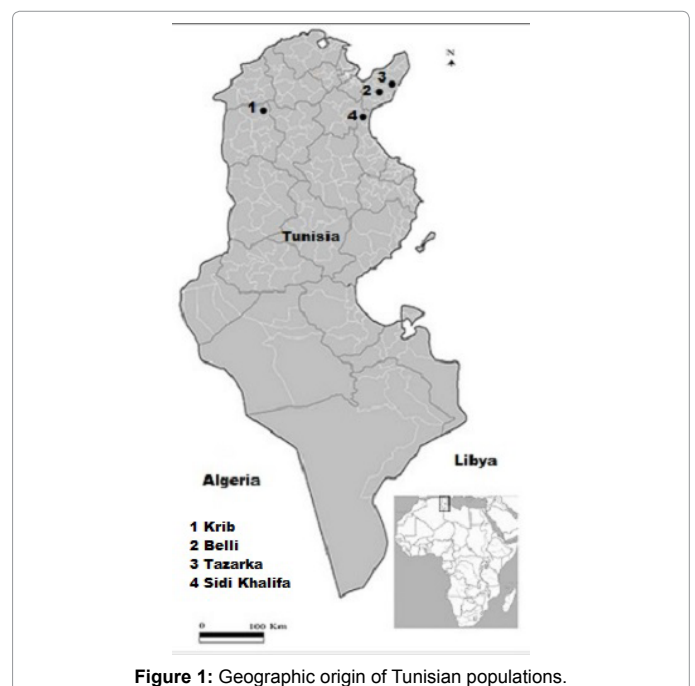 N
3
2
1
4
Tunisia
Algeria
Libya
1 Krib
2 Belli
3 Tazarka
4 Sidi Khalifa
0 100 Km
Figure 1: Geographic origin of Tunisian populations.